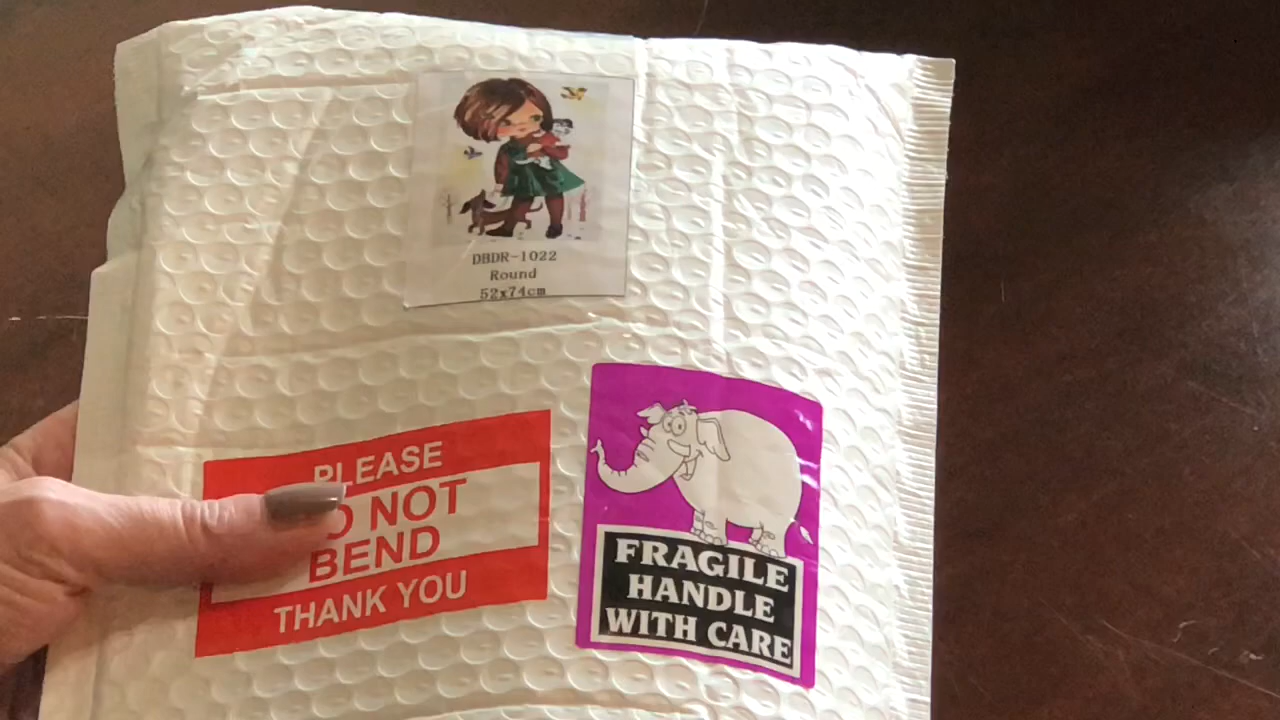 DBDR-1022
Round
52x74cm
PLEASE
O NOT
BEND
THANK YOU
FRAGILE
HANDLE
WITH CARE